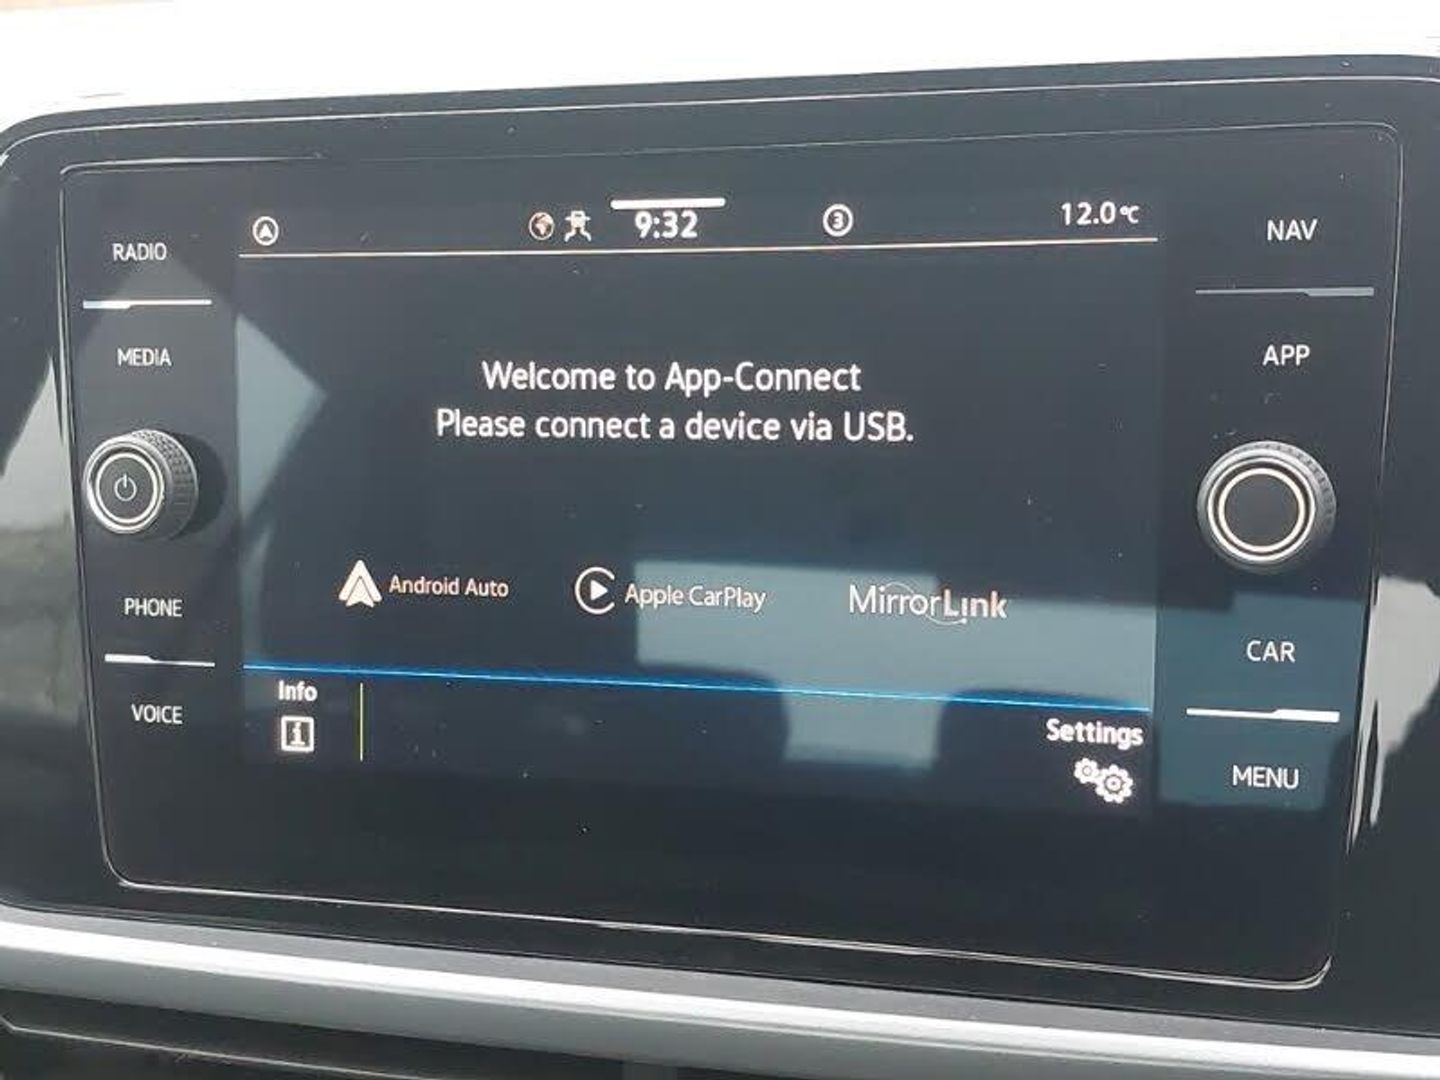 RADIO
MEDIA
PHONE
VOICE
9:32
3
12.0°C
Welcome to App-Connect
Please connect a device via USB.
Android Auto
Apple CarPlay
MirrorLink
Info
i
Settings
NAV
APP
CAR
MENU